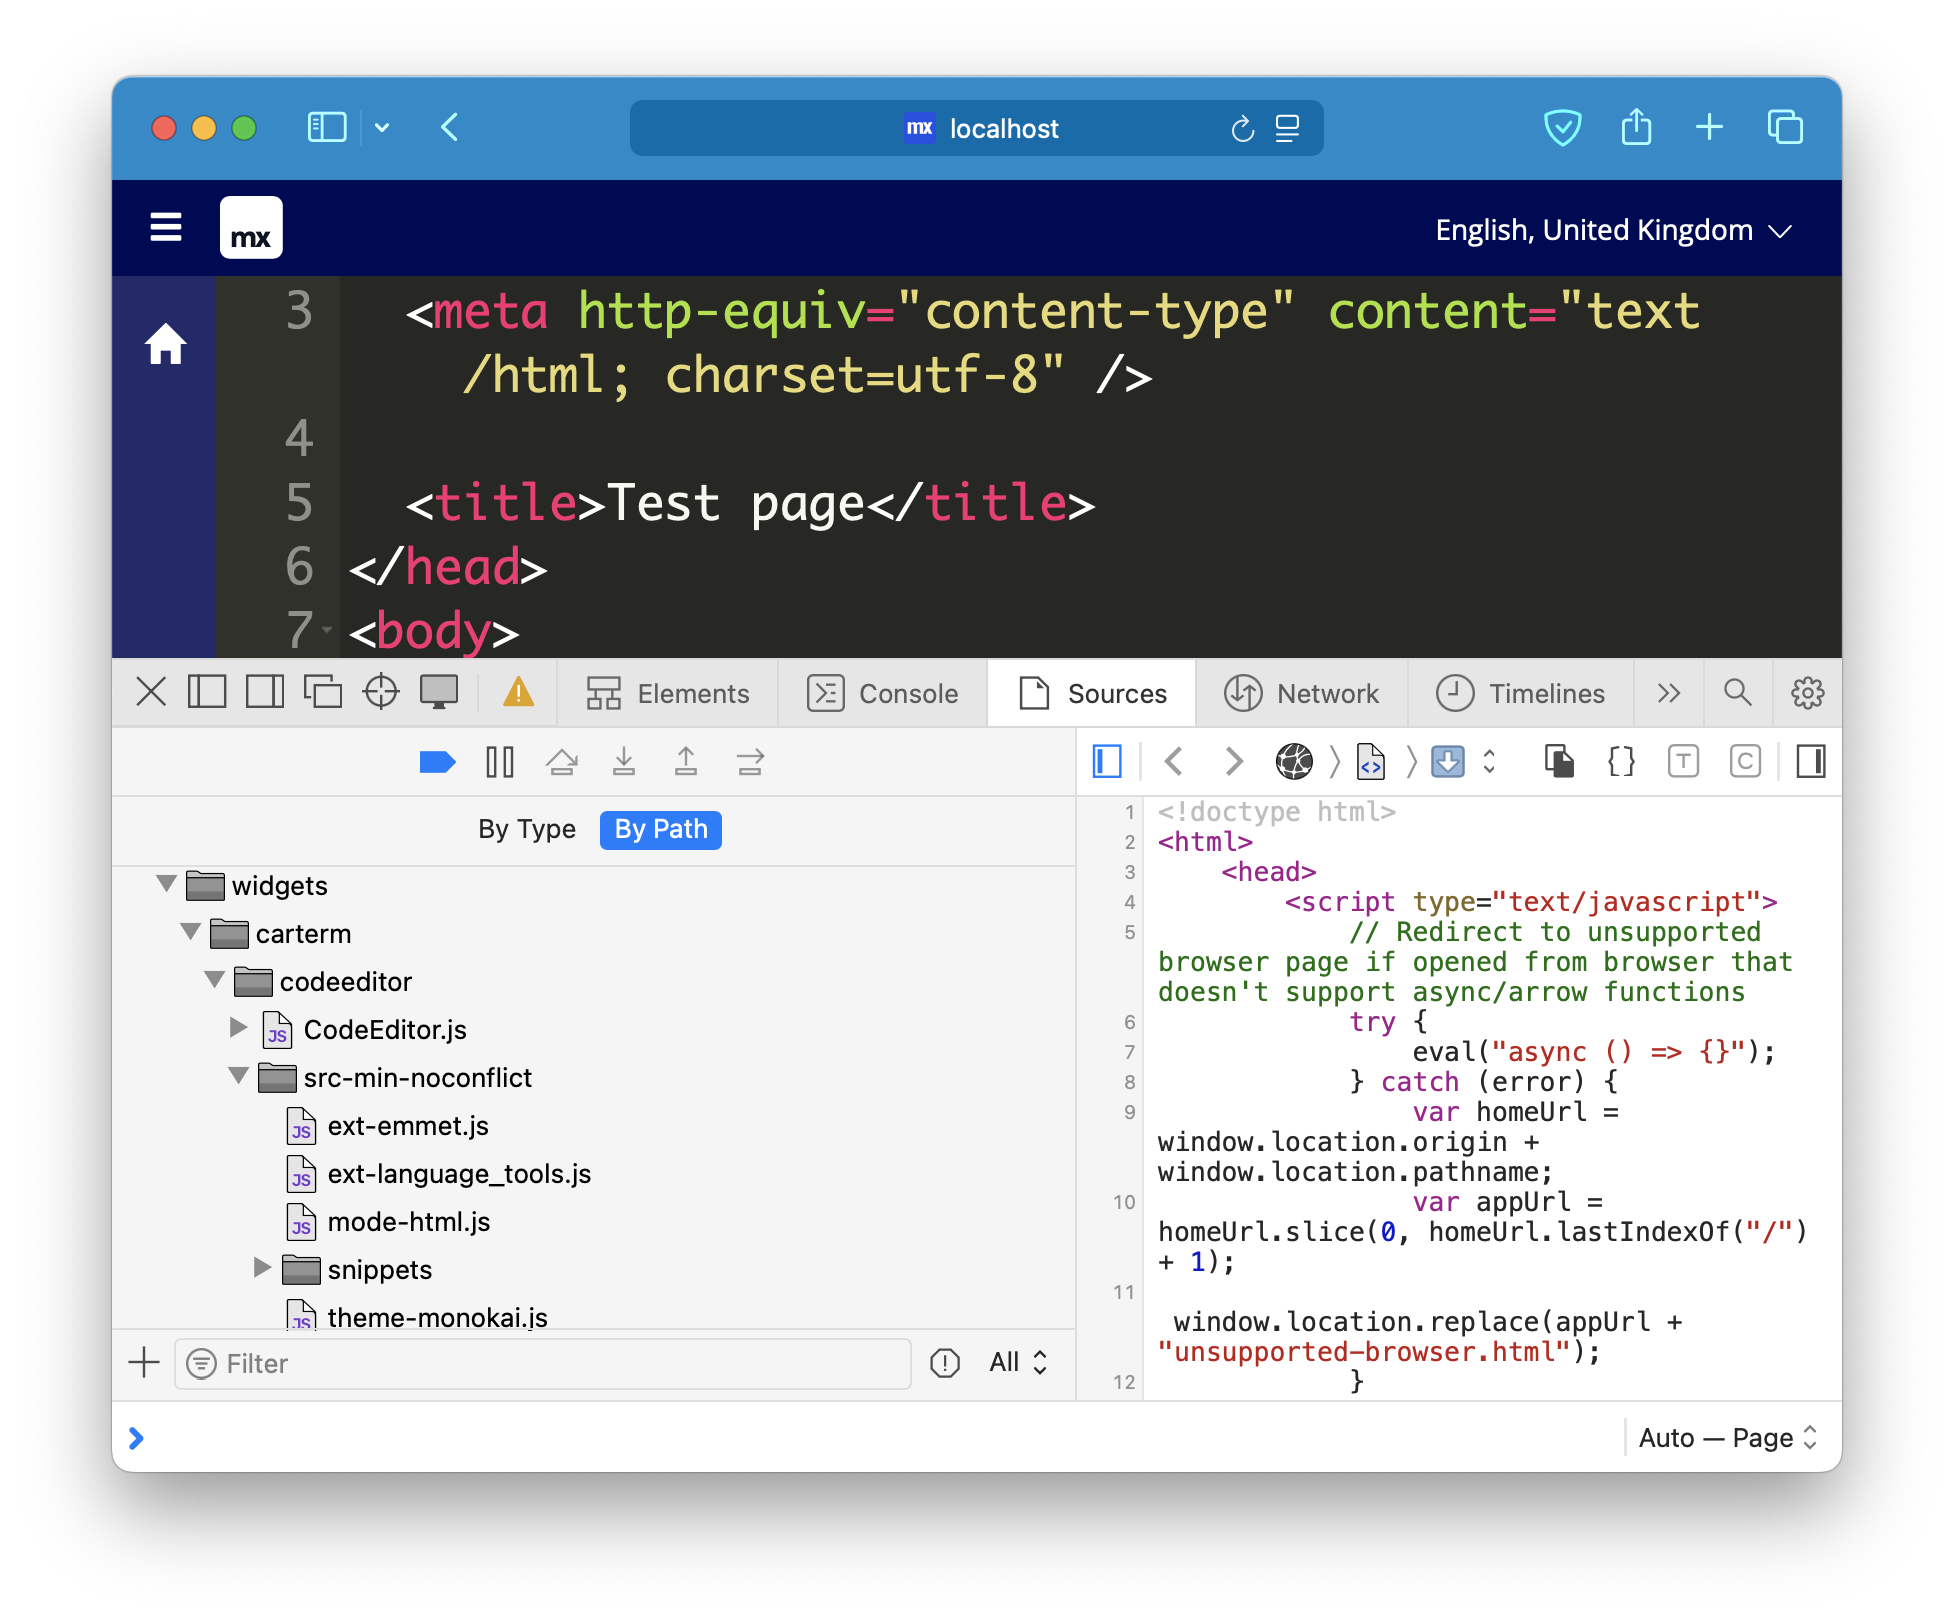 mx localhost
mx
English, United Kingdom
3 <meta http-equiv="content-type" content="text
/html; charset=utf-8" />
4
5 <title>Test page</title>
6 </head>
7 <body>
Elements
Console
Sources
Network
Timelines
T
C
By Type
By Path
widgets
carterm
codeeditor
JS CodeEditor.js
src-min-noconflict
JS ext-emmet.js
JS ext-language_tools.js
JS mode-html.js
snippets
JS theme-monokai.js
Filter
All
1 <!doctype html>
2 <html>
3 <head>
4 <script type="text/javascript">
5 // Redirect to unsupported
browser page if opened from browser that
doesn't support async/arrow functions
6 try {
7 eval("async () => {}");
8 } catch (error) {
9 var homeUrl =
window.location.origin +
window.location.pathname;
10 var appUrl =
homeUrl.slice(0, homeUrl.lastIndexOf("/")
+ 1);
11
window.location.replace(appUrl +
"unsupported-browser.html");
12 }
Auto — Page